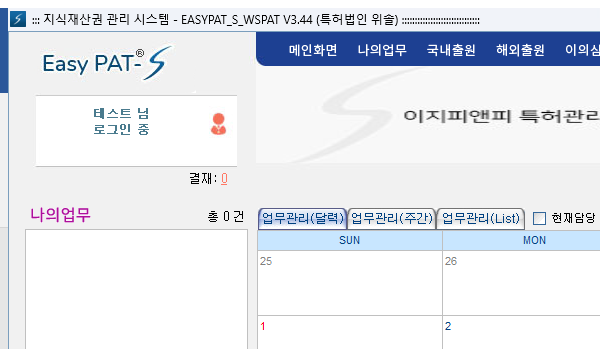 ::: 지식재산권 관리 시스템 - EASYPAT_S_WSPAT V3.44 (특허법인 위솔) ::::::::::::::::::::::::::::::
메인화면 나의업무 국내출원 해외출원 이의심
Easy PAT-S®
테스트 님
로그인 중
이지피앤피 특허관리
결재: 0
나의업무 총 0 건
업무관리(달력) 업무관리(주간) 업무관리(List) 현재담당
SUN MON
25 26
1 2